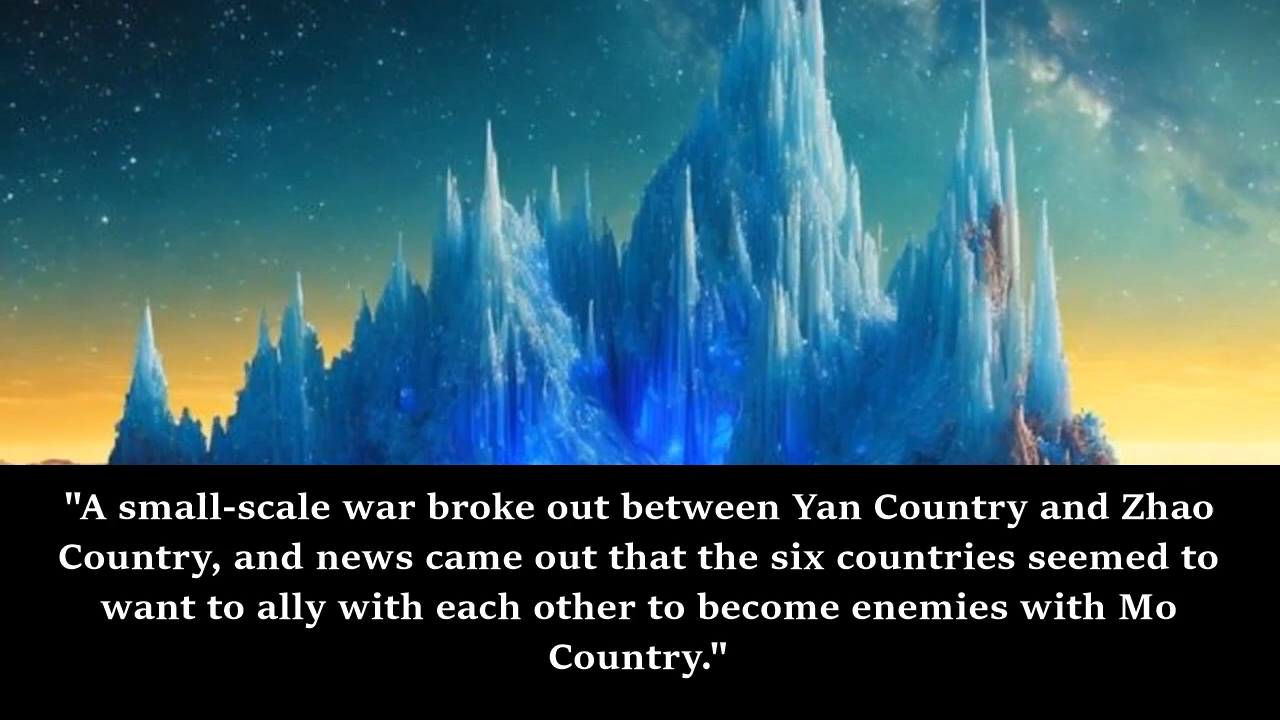 "A small-scale war broke out between Yan Country and Zhao
Country, and news came out that the six countries seemed to
want to ally with each other to become enemies with Mo
Country."